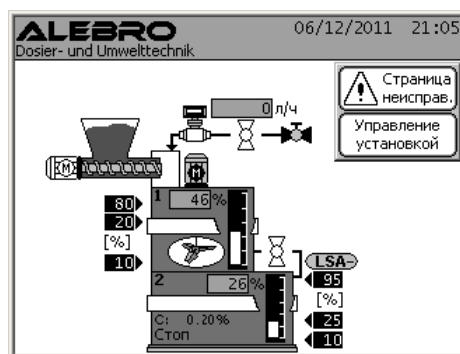 ALEBRO 06/12/2011 21:05
Dosier- und Umwelttechnik
Страница
неисправ.
0 л/ч
Управление
установкой
M
M
80
1 46 %
20
[%]
10
LSA-
2 26 %
95
[%]
C: 0.20%
25
Стоп
10